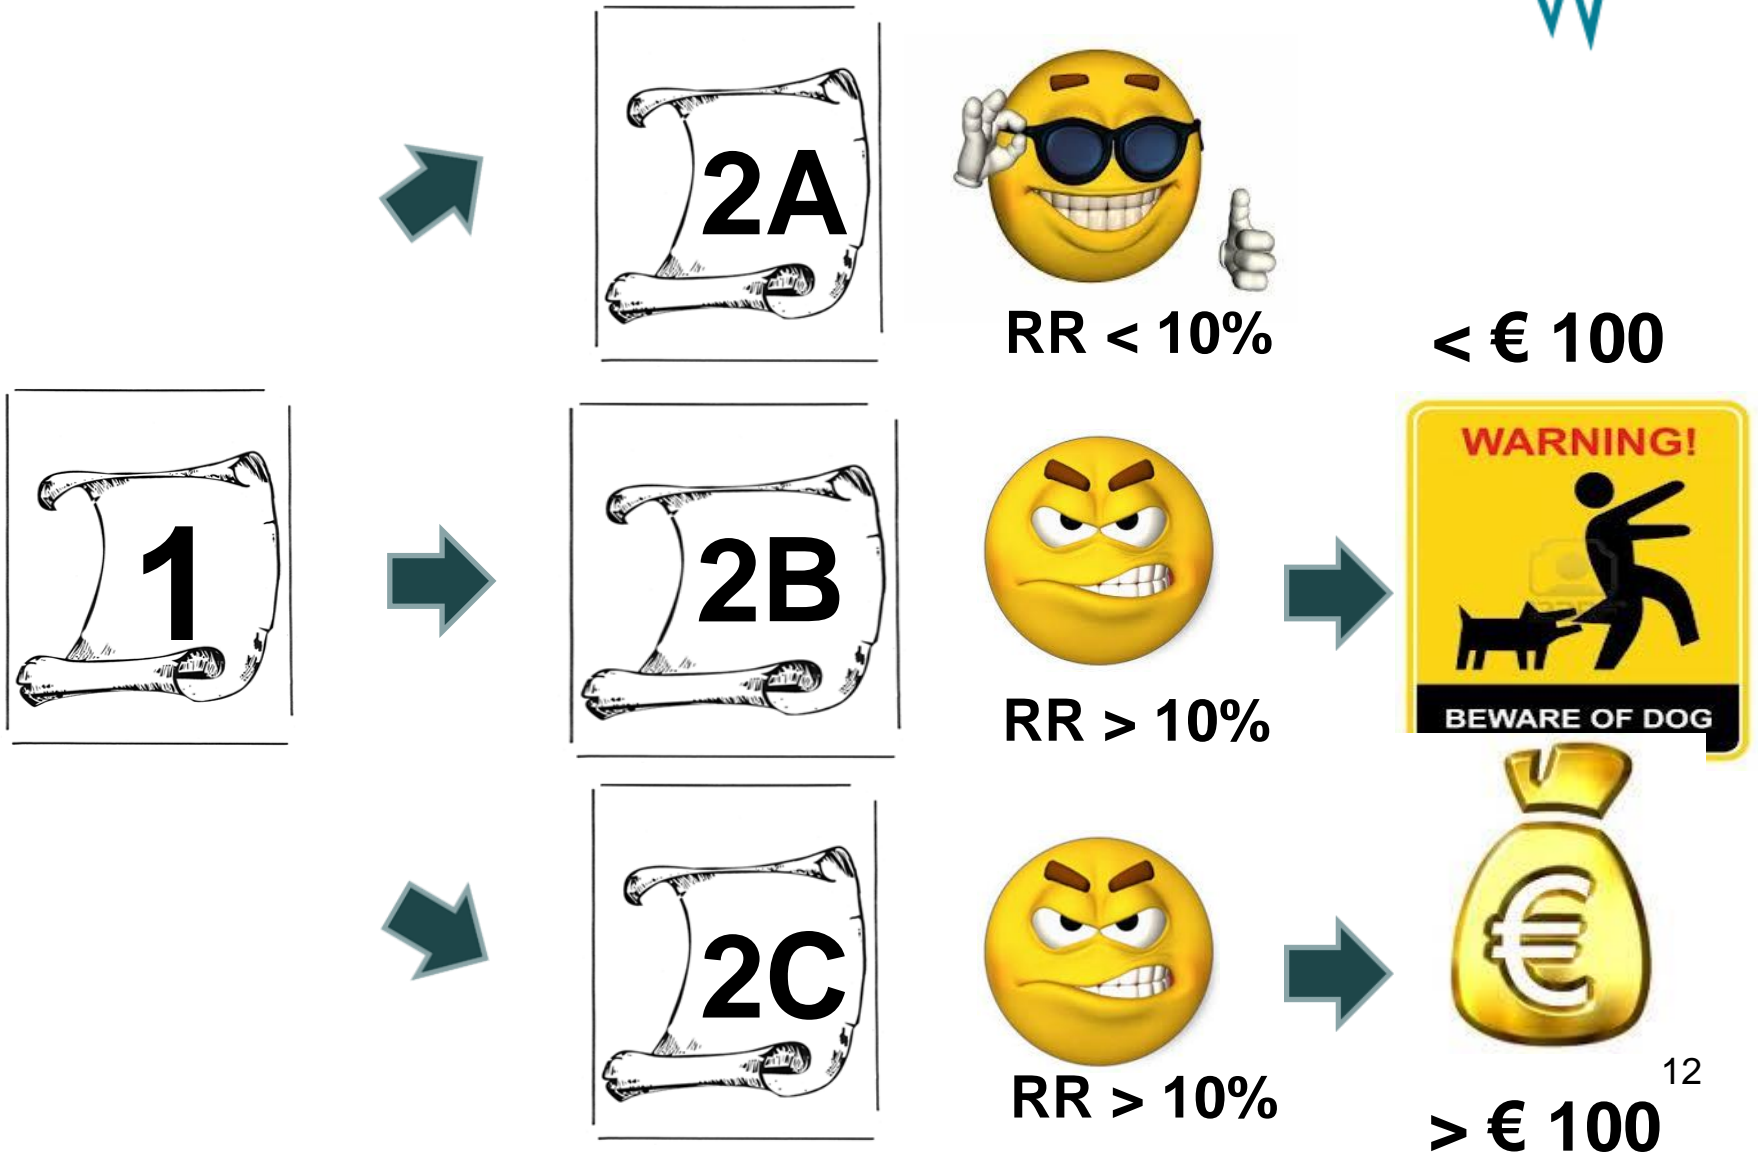 2A
RR < 10%
< € 100
WARNING!
1
2B
RR > 10%
BEWARE OF DOG
€
2C
RR > 10%
12
> € 100